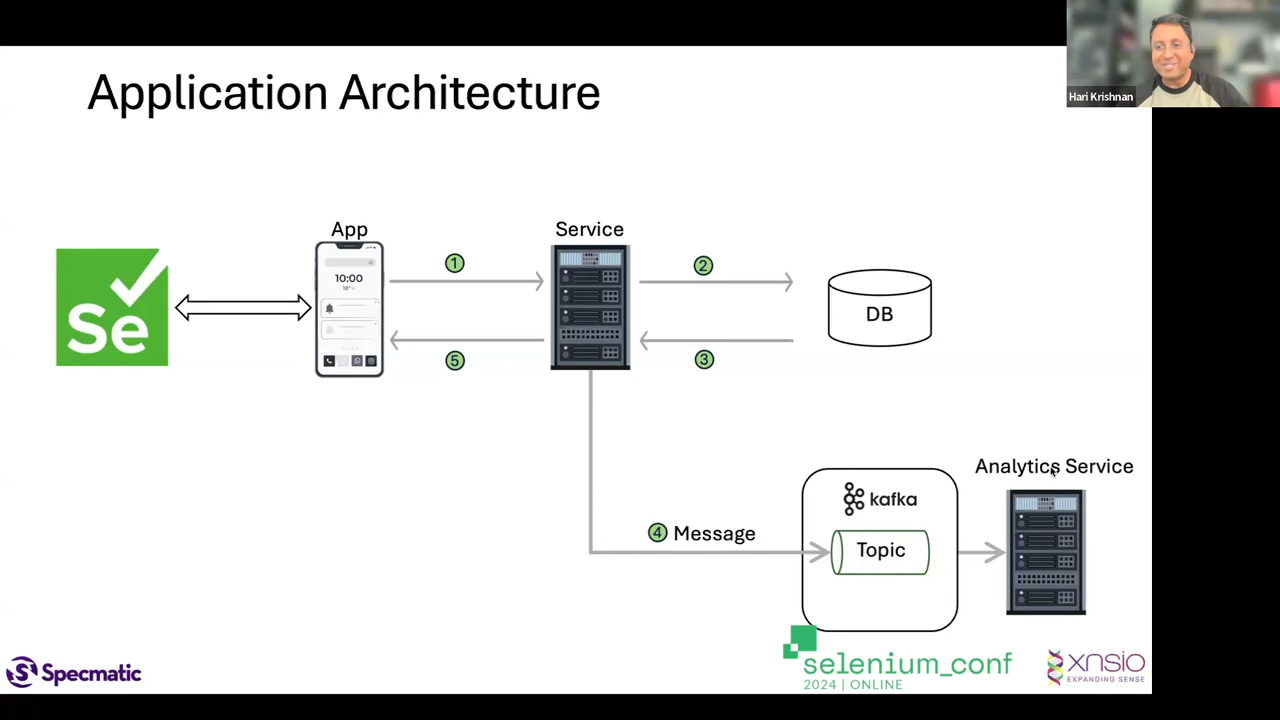 Hari Krishnan
Application Architecture
App
Service
1
2
10:00
DB
Se
5
3
Analytics Service
kafka
4 Message
Topic
Specmatic
selenium_conf
2024 | ONLINE
xnsio
EXPANDING SENSE